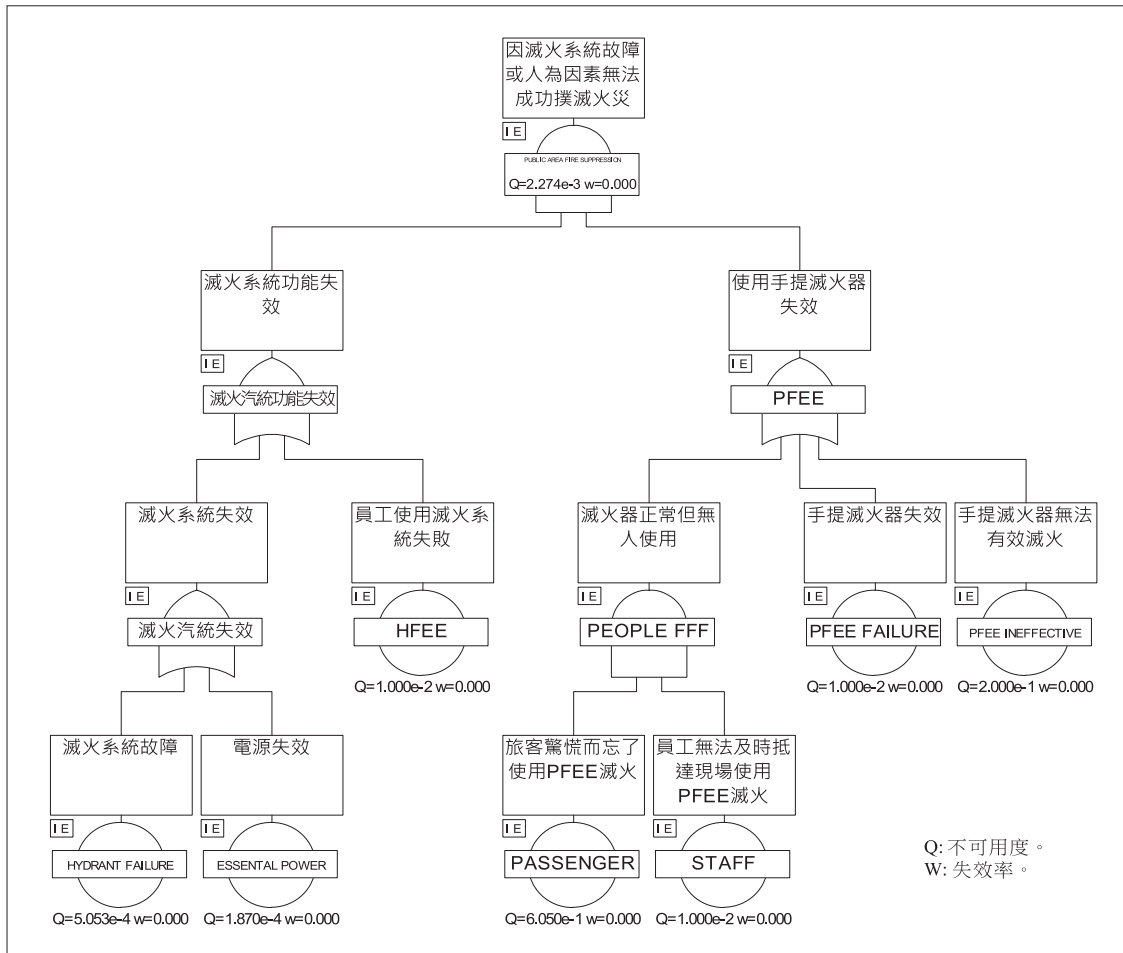 因滅火系統故障
或人為因素無法
成功撲滅火災
I E
PUBLIC AREA FIRE SUPPRESSION
Q=2.274e-3 w=0.000
滅火系統功能失
效
I E
滅火汽統功能失效
使用手提滅火器
失效
I E
PFEE
滅火系統失效
I E
滅火汽統失效
員工使用滅火系
統失敗
I E
HFEE
Q=1.000e-2 w=0.000
滅火器正常但無
人使用
I E
PEOPLE FFF
手提滅火器失效
I E
PFEE FAILURE
Q=1.000e-2 w=0.000
手提滅火器無法
有效滅火
I E
PFEE INEFFECTIVE
Q=2.000e-1 w=0.000
滅火系統故障
I E
HYDRANT FAILURE
Q=5.053e-4 w=0.000
電源失效
I E
ESSENTAL POWER
Q=1.870e-4 w=0.000
旅客驚慌而忘了
使用PFEE滅火
I E
PASSENGER
Q=6.050e-1 w=0.000
員工無法及時抵
達現場使用
PFEE滅火
I E
STAFF
Q=1.000e-2 w=0.000
Q: 不可用度。
W: 失效率。